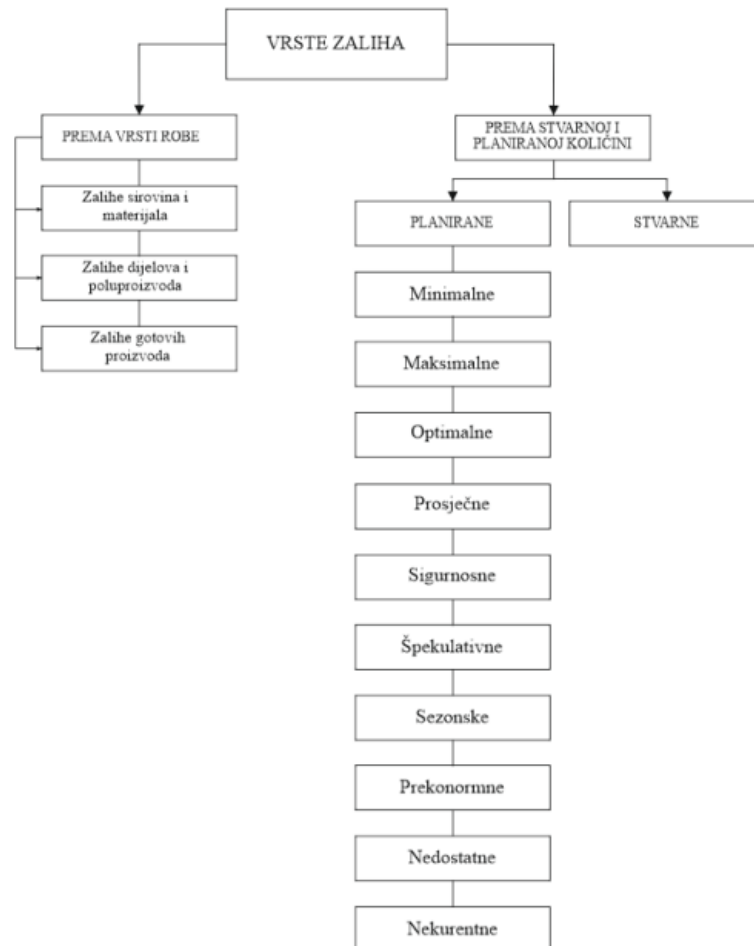 VRSTE ZALIHA
PREMA VRSTI ROBE
Zalihe sirovina i
materijala
Zalihe dijelova i
poluproizvoda
Zalihe gotovih
proizvoda
PREMA STVARNOJ I
PLANIRANOJ KOLIČINI
PLANIRANE
STVARNE
Minimalne
Maksimalne
Optimalne
Prosječne
Sigurnosne
Špekulativne
Sezonske
Prekonormne
Nedostatne
Nekurentne